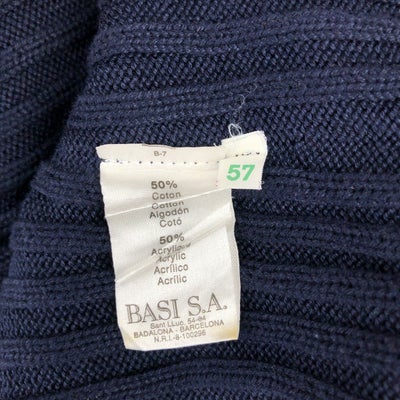 B-7
57
50%
Coton
Cotton
Algodón
Cotó
50%
Acrylique
Acrylic
Acrílico
Acrílic
BASI S.A.
Sant LLuc, 54-84
BADALONA - BARCELONA
N.R.I.-8-100296